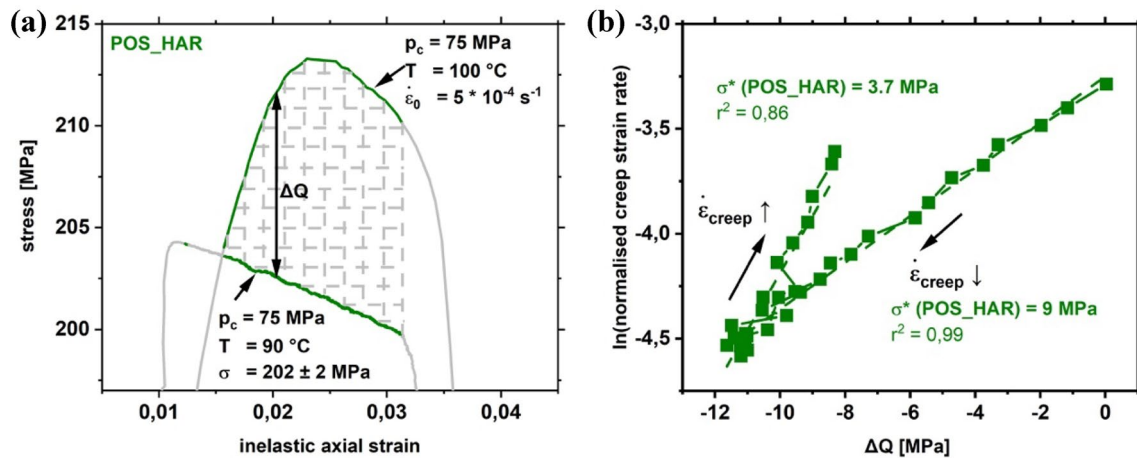 (a)
215
210
205
200
stress [MPa]
POS_HAR
p_c = 75 MPa
T = 100 °C
ε̇_0 = 5 * 10^-4 s^-1
ΔQ
p_c = 75 MPa
T = 90 °C
σ = 202 ± 2 MPa
0,01 0,02 0,03 0,04
inelastic axial strain
(b)
-3,0
-3,5
-4,0
-4,5
ln(normalised creep strain rate)
σ* (POS_HAR) = 3.7 MPa
r² = 0,86
ε̇_creep ↑
ε̇_creep ↓
σ* (POS_HAR) = 9 MPa
r² = 0,99
-12 -10 -8 -6 -4 -2 0
ΔQ [MPa]